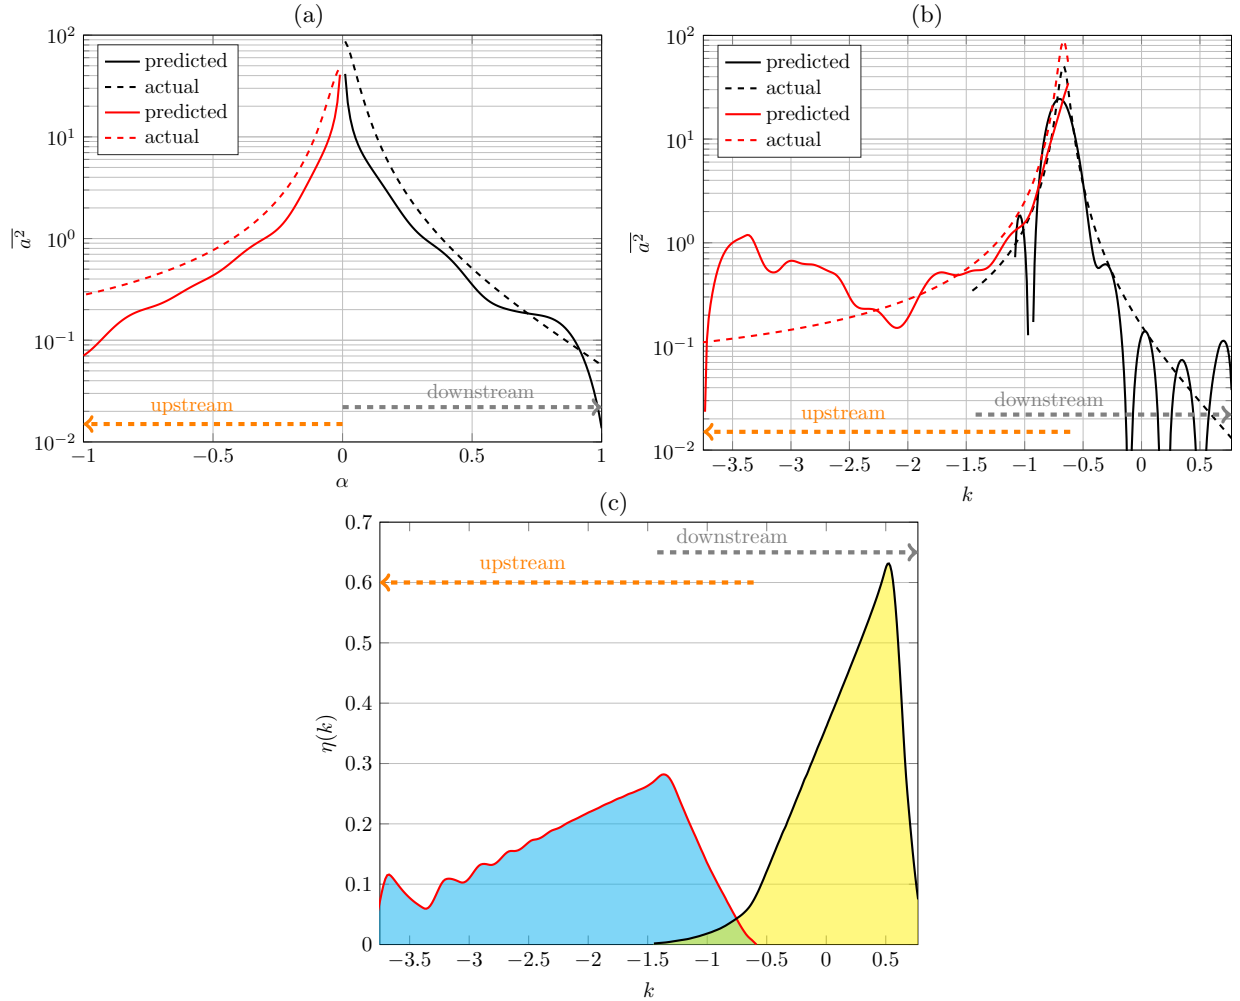 (a)
10^2
10^1
10^0
10^{-1}
10^{-2}
\overline{a^2}
predicted
actual
predicted
actual
upstream
downstream
−1 −0.5 0 0.5 1
α
(b)
10^2
10^1
10^0
10^{-1}
10^{-2}
\overline{a^2}
predicted
actual
predicted
actual
downstream
upstream
−3.5 −3 −2.5 −2 −1.5 −1 −0.5 0 0.5
k
(c)
0.7
0.6
0.5
0.4
0.3
0.2
0.1
0
η(k)
downstream
upstream
−3.5 −3 −2.5 −2 −1.5 −1 −0.5 0 0.5
k